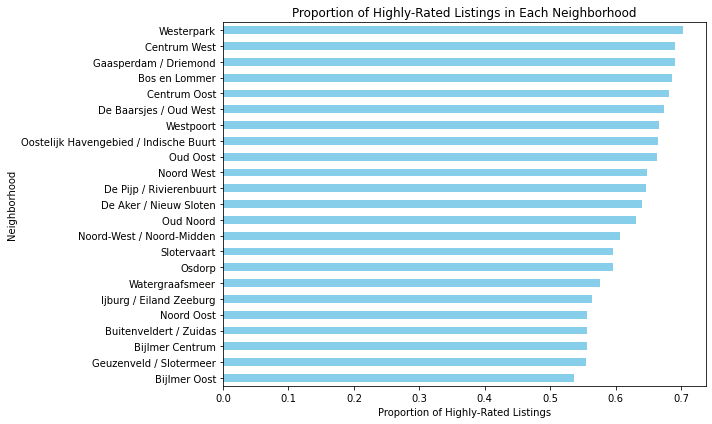 Proportion of Highly-Rated Listings in Each Neighborhood
Neighborhood
Westerpark
Centrum West
Gaasperdam / Driemond
Bos en Lommer
Centrum Oost
De Baarsjes / Oud West
Westpoort
Oostelijk Havengebied / Indische Buurt
Oud Oost
Noord West
De Pijp / Rivierenbuurt
De Aker / Nieuw Sloten
Oud Noord
Noord-West / Noord-Midden
Slotervaart
Osdorp
Watergraafsmeer
Ijburg / Eiland Zeeburg
Noord Oost
Buitenveldert / Zuidas
Bijlmer Centrum
Geuzenveld / Slotermeer
Bijlmer Oost
0.0 0.1 0.2 0.3 0.4 0.5 0.6 0.7
Proportion of Highly-Rated Listings